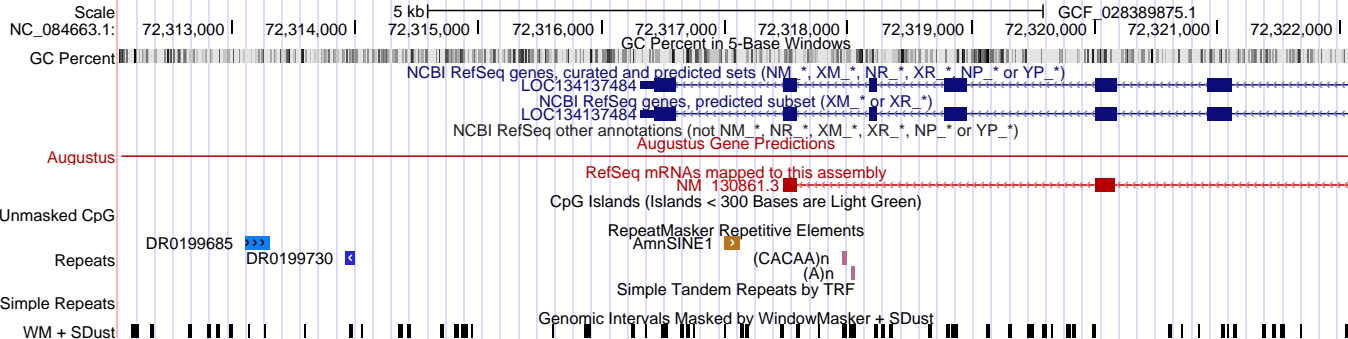 Scale 5 kb GCF_028389875.1
NC_084663.1: 72,313,000 72,314,000 72,315,000 72,316,000 72,317,000 72,318,000 72,319,000 72,320,000 72,321,000 72,322,000
GC Percent in 5-Base Windows
GC Percent
NCBI RefSeq genes, curated and predicted sets (NM_*, XM_*, NR_*, XR_*, NP_* or YP_*)
LOC134137484
NCBI RefSeq genes, predicted subset (XM_* or XR_*)
LOC134137484
NCBI RefSeq other annotations (not NM_*, NR_*, XM_*, XR_*, NP_* or YP_*)
Augustus Gene Predictions
Augustus
RefSeq mRNAs mapped to this assembly
NM_130861.3
CpG Islands (Islands < 300 Bases are Light Green)
Unmasked CpG
RepeatMasker Repetitive Elements
DR0199685 AmnSINE1
Repeats DR0199730 (CACAA)n
(A)n
Simple Tandem Repeats by TRF
Simple Repeats
Genomic Intervals Masked by WindowMasker + SDust
WM + SDust